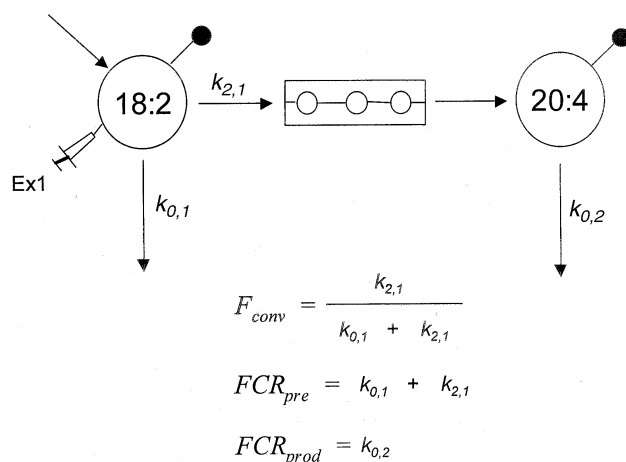 18:2
k2,1
20:4
Ex1
k0,1
k0,2
Fconv = k2,1 / k0,1 + k2,1
FCRpre = k0,1 + k2,1
FCRprod = k0,2